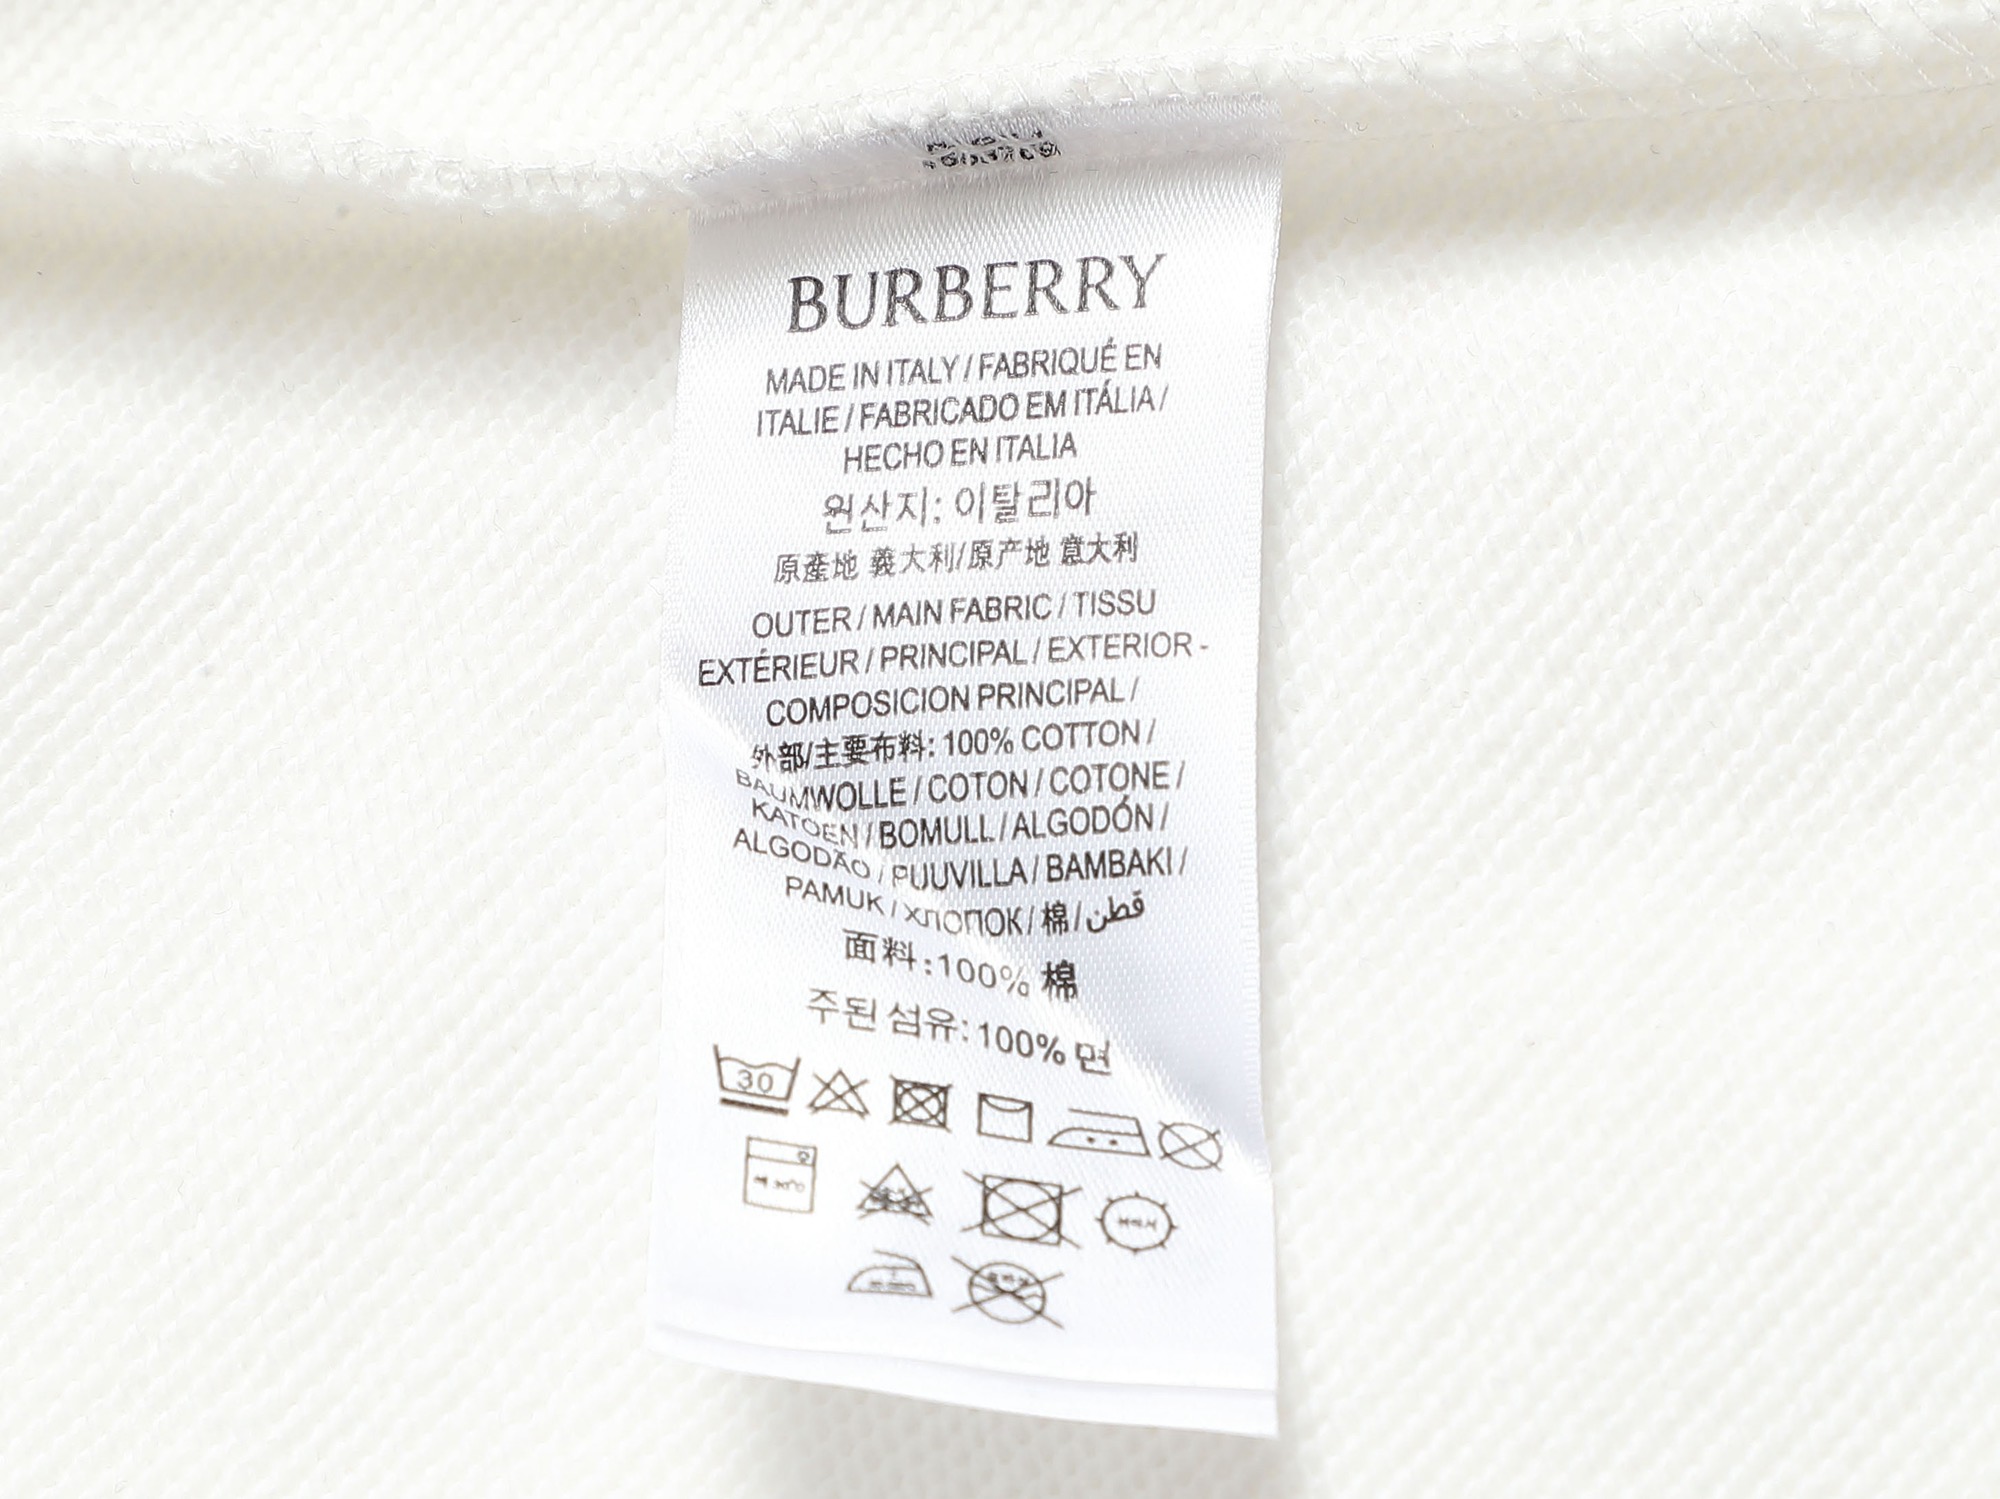 BURBERRY
MADE IN ITALY / FABRIQUÉ EN
ITALIE / FABRICADO EM ITÁLIA /
HECHO EN ITALIA
원산지: 이탈리아
原産地 義大利/原产地 意大利
OUTER / MAIN FABRIC / TISSU
EXTÉRIEUR / PRINCIPAL / EXTERIOR -
COMPOSICION PRINCIPAL /
外部/主要布料: 100% COTTON /
BAUMWOLLE / COTON / COTONE /
KATOEN / BOMULL / ALGODÓN /
ALGODÃO / PUUVILLA / BAMBAKI /
PAMUK / ХЛОПОК / 棉 / قطن
面料:100% 棉
주된 섬유:100% 면
30